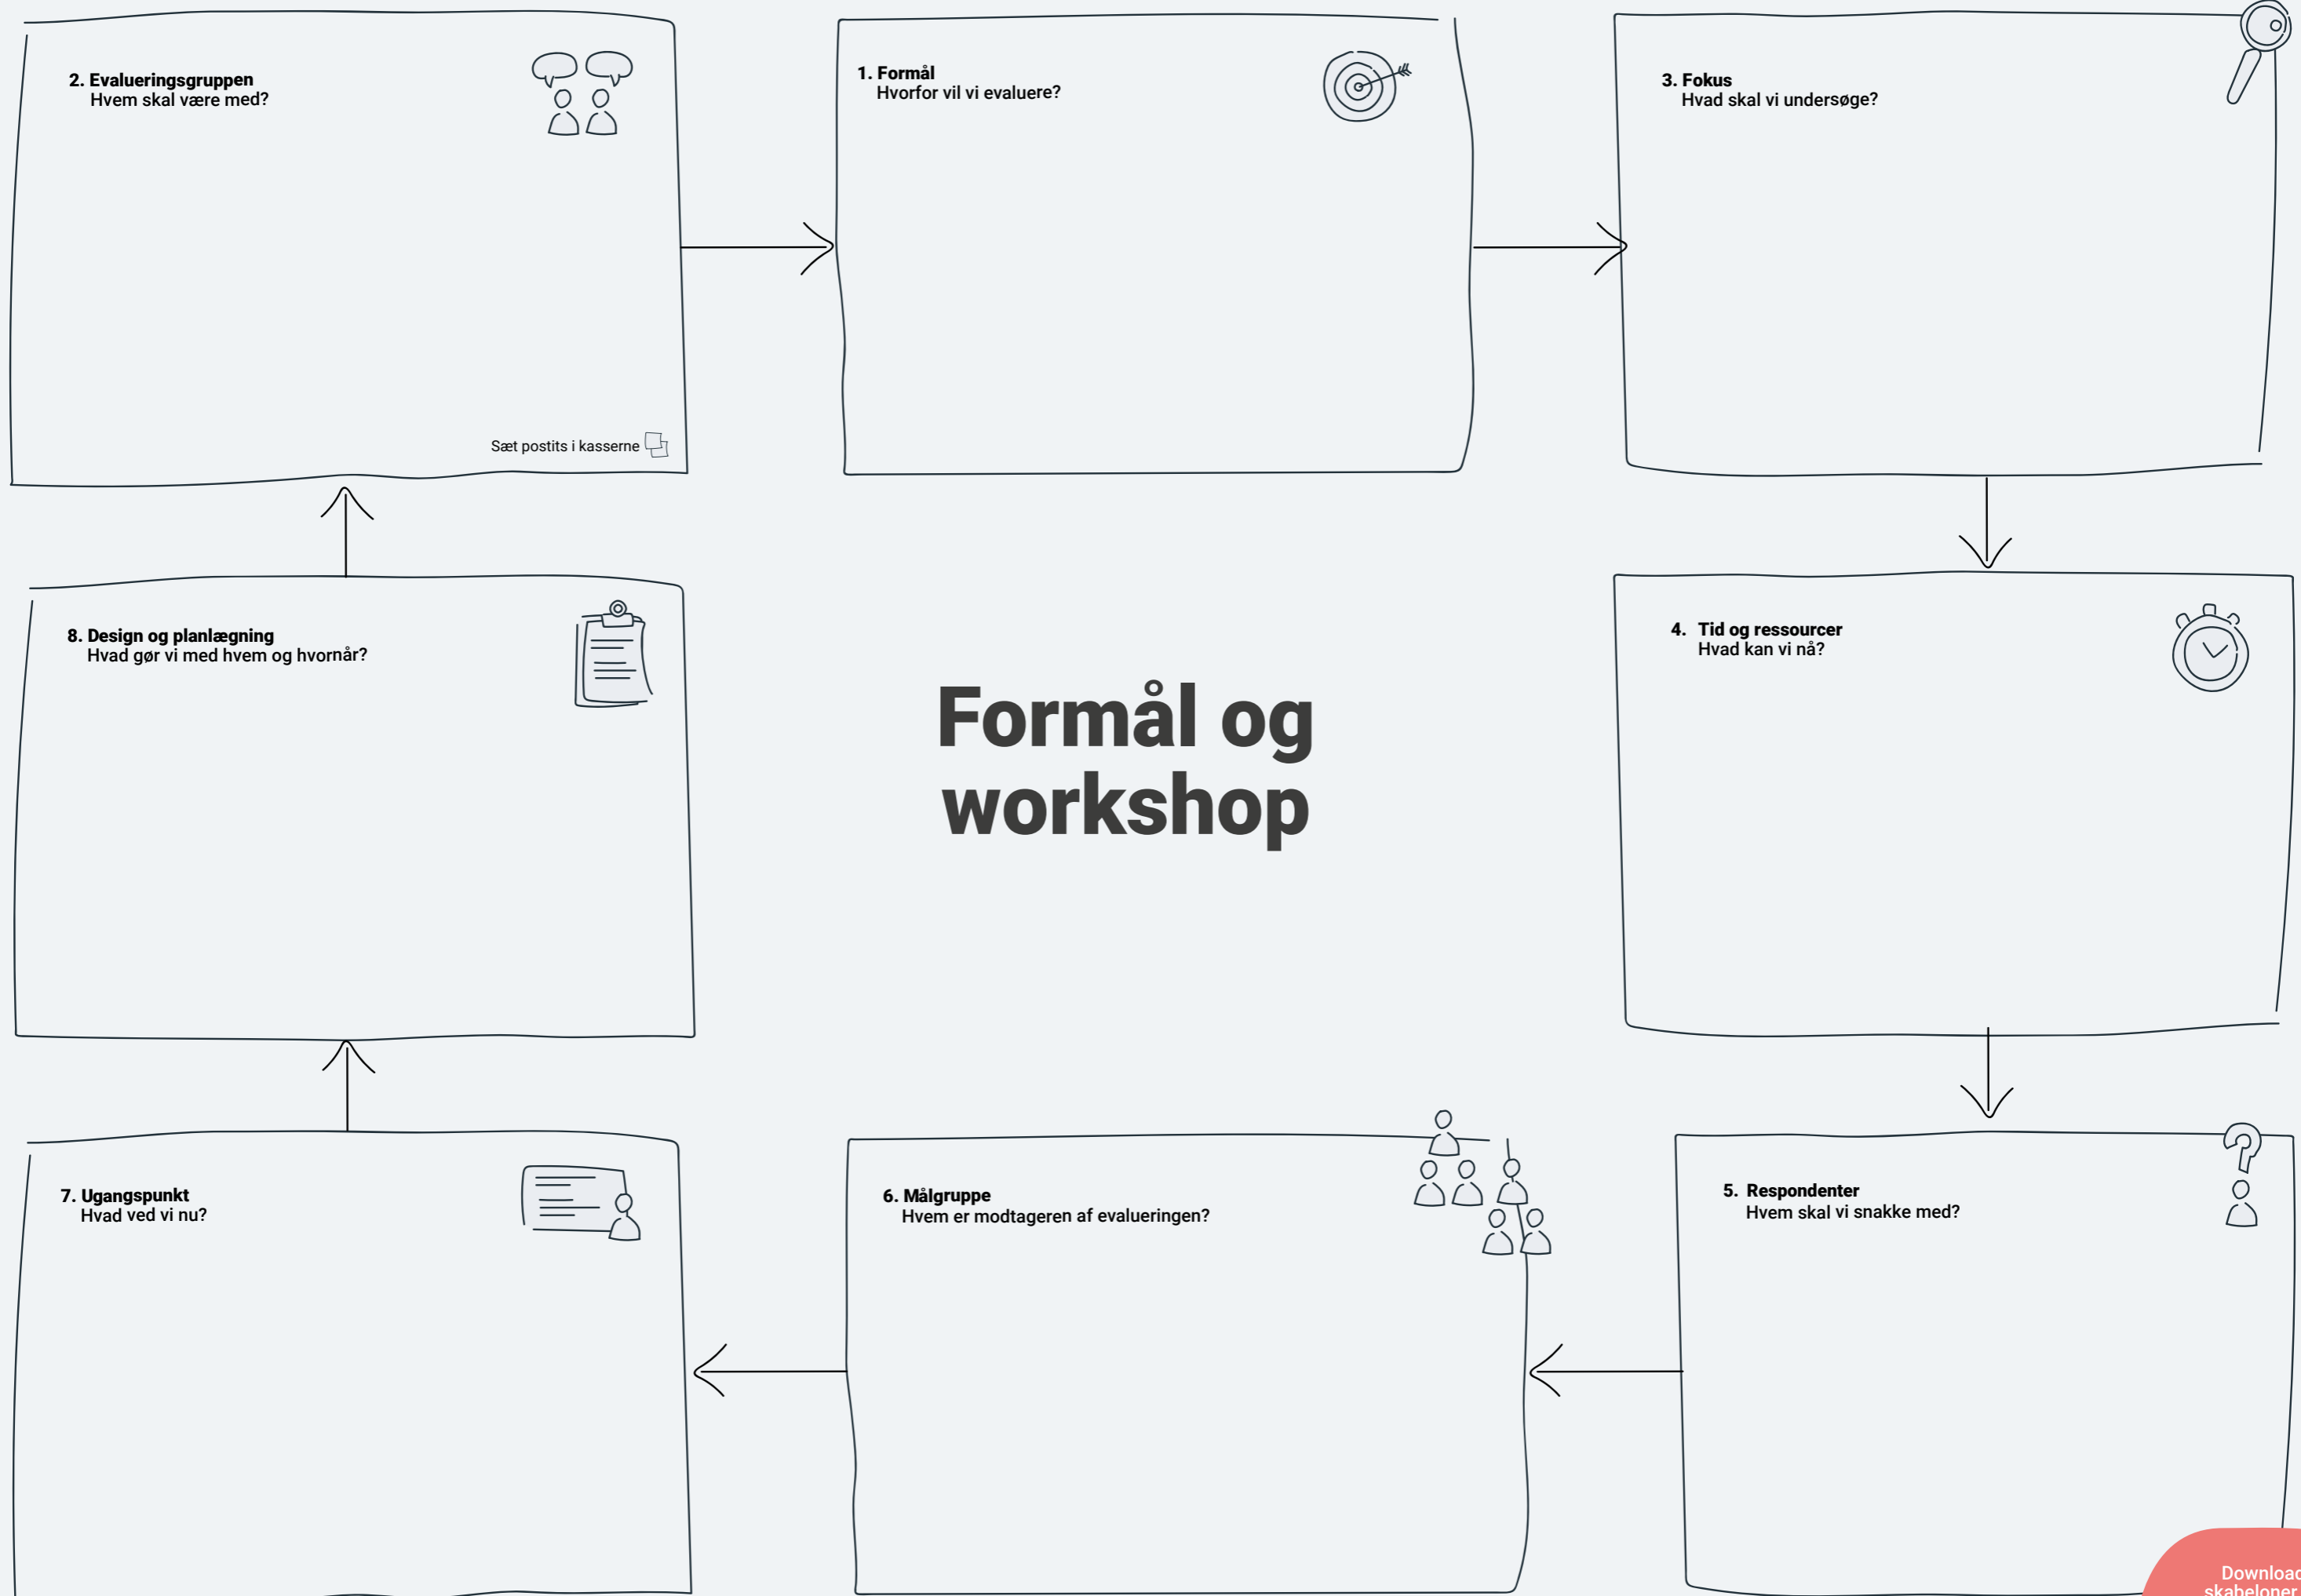 2. Evalueringsgruppen
Hvem skal være med?
Sæt postits i kasserne
1. Formål
Hvorfor vil vi evaluere?
3. Fokus
Hvad skal vi undersøge?
8. Design og planlægning
Hvad gør vi med hvem og hvornår?
Formål og
workshop
4. Tid og ressourcer
Hvad kan vi nå?
7. Ugangspunkt
Hvad ved vi nu?
6. Målgruppe
Hvem er modtageren af evalueringen?
5. Respondenter
Hvem skal vi snakke med?
Download
skabeloner